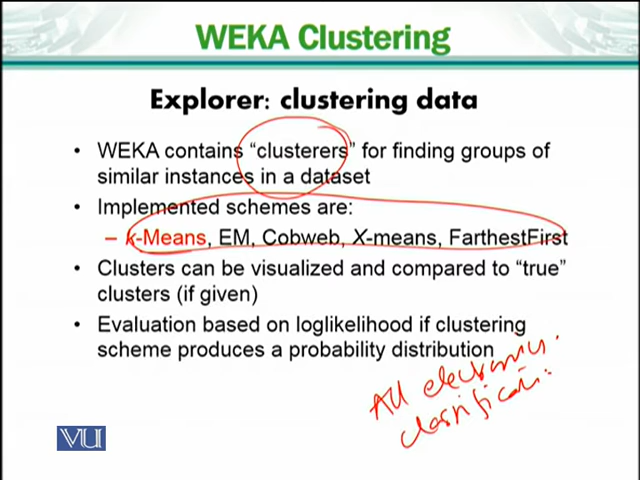 WEKA Clustering
Explorer: clustering data
• WEKA contains “clusterers” for finding groups of
similar instances in a dataset
• Implemented schemes are:
– k-Means, EM, Cobweb, X-means, FarthestFirst
• Clusters can be visualized and compared to “true”
clusters (if given)
• Evaluation based on loglikelihood if clustering
scheme produces a probability distribution
All
VU